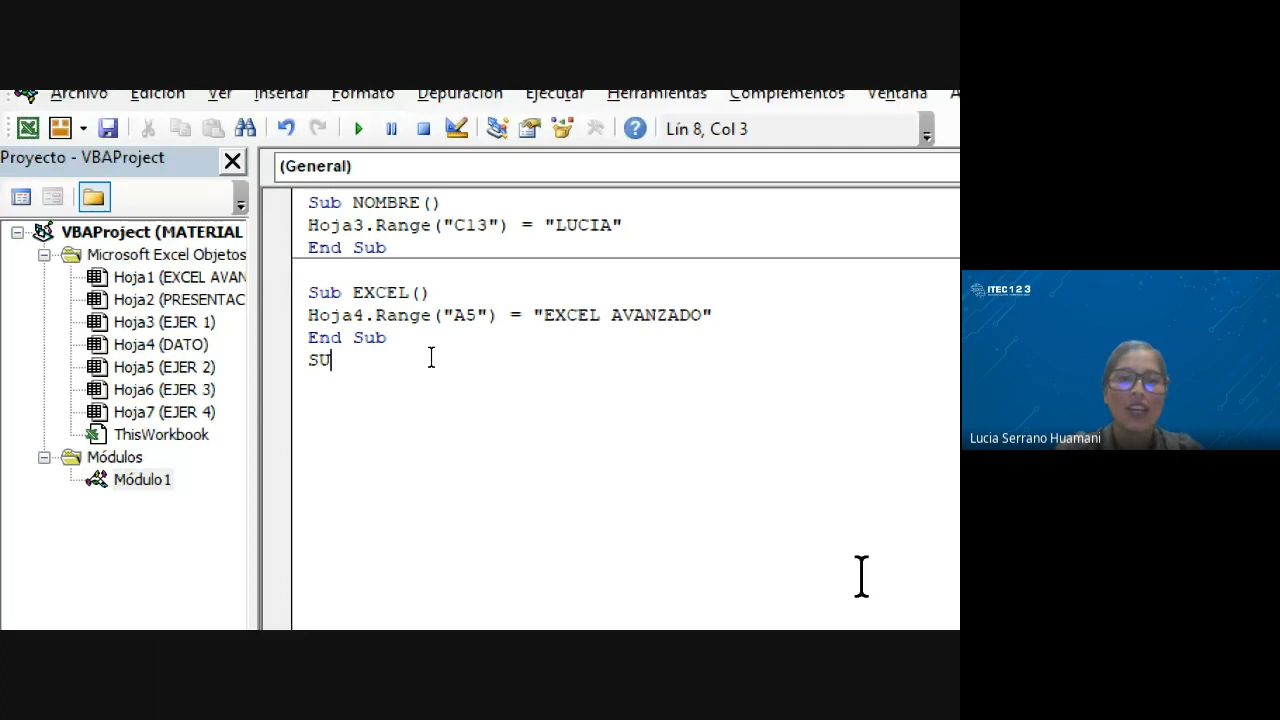 Archivo Edición Ver Insertar Formato Depuración Ejecutar Herramientas Complementos Ventana
Lín 8, Col 3
Proyecto - VBAProject
(General)
VBAProject (MATERIAL
Microsoft Excel Objetos
Hoja1 (EXCEL AVAN
Hoja2 (PRESENTAC
Hoja3 (EJER 1)
Hoja4 (DATO)
Hoja5 (EJER 2)
Hoja6 (EJER 3)
Hoja7 (EJER 4)
ThisWorkbook
Módulos
Módulo1
Sub NOMBRE()
Hoja3.Range("C13") = "LUCIA"
End Sub
Sub EXCEL()
Hoja4.Range("A5") = "EXCEL AVANZADO"
End Sub
SU
ITEC 1 2 3
Lucia Serrano Huamani